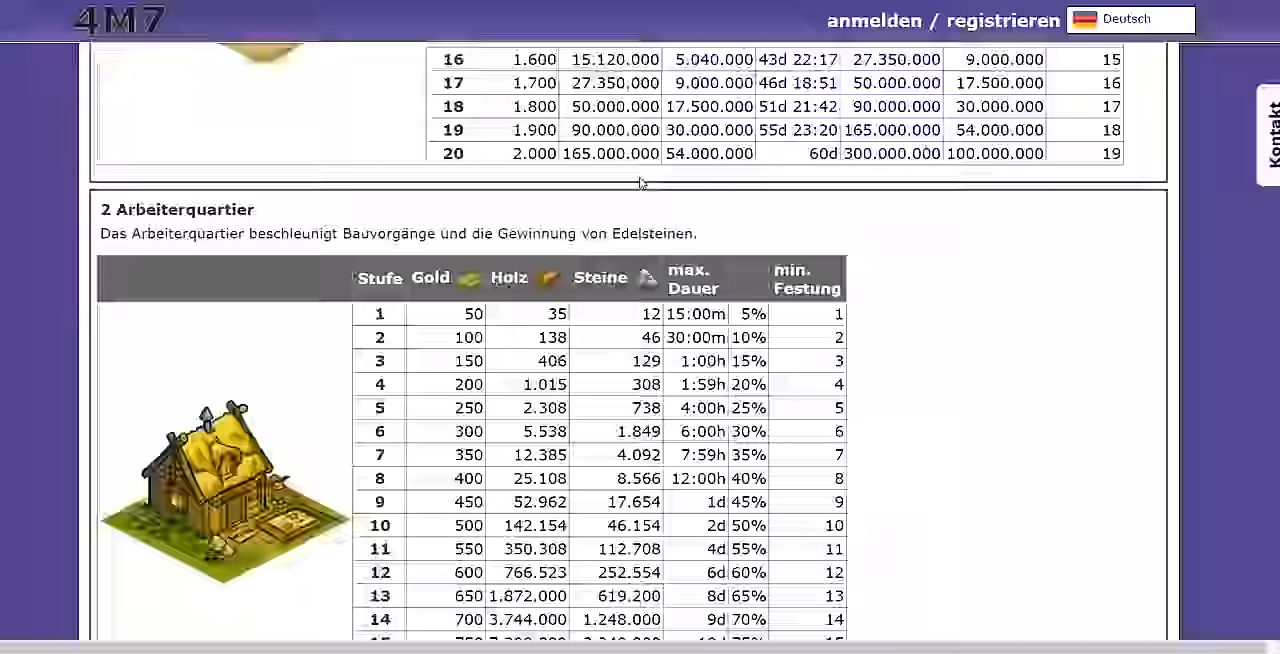 4M7
anmelden / registrieren
Deutsch
Kontakt
16 1.600 15.120.000 5.040.000 43d 22:17 27.350.000 9.000.000 15
17 1.700 27.350.000 9.000.000 46d 18:51 50.000.000 17.500.000 16
18 1.800 50.000.000 17.500.000 51d 21:42 90.000.000 30.000.000 17
19 1.900 90.000.000 30.000.000 55d 23:20 165.000.000 54.000.000 18
20 2.000 165.000.000 54.000.000 60d 300.000.000 100.000.000 19
2 Arbeiterquartier
Das Arbeiterquartier beschleunigt Bauvorgänge und die Gewinnung von Edelsteinen.
Stufe Gold Holz Steine max. Dauer min. Festung
1 50 35 12 15:00m 5% 1
2 100 138 46 30:00m 10% 2
3 150 406 129 1:00h 15% 3
4 200 1.015 308 1:59h 20% 4
5 250 2.308 738 4:00h 25% 5
6 300 5.538 1.849 6:00h 30% 6
7 350 12.385 4.092 7:59h 35% 7
8 400 25.108 8.566 12:00h 40% 8
9 450 52.962 17.654 1d 45% 9
10 500 142.154 46.154 2d 50% 10
11 550 350.308 112.708 4d 55% 11
12 600 766.523 252.554 6d 60% 12
13 650 1.872.000 619.200 8d 65% 13
14 700 3.744.000 1.248.000 9d 70% 14